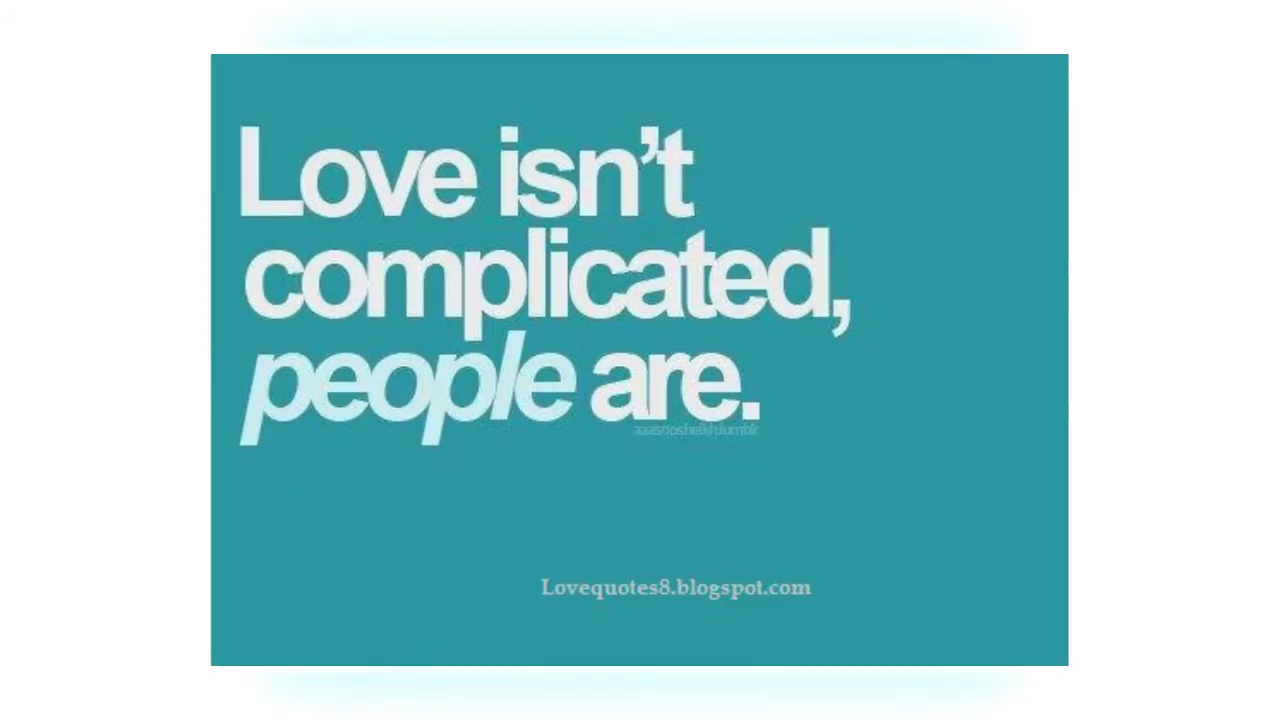 Love isn’t
complicated,
people are.
Lovequotes8.blogspot.com